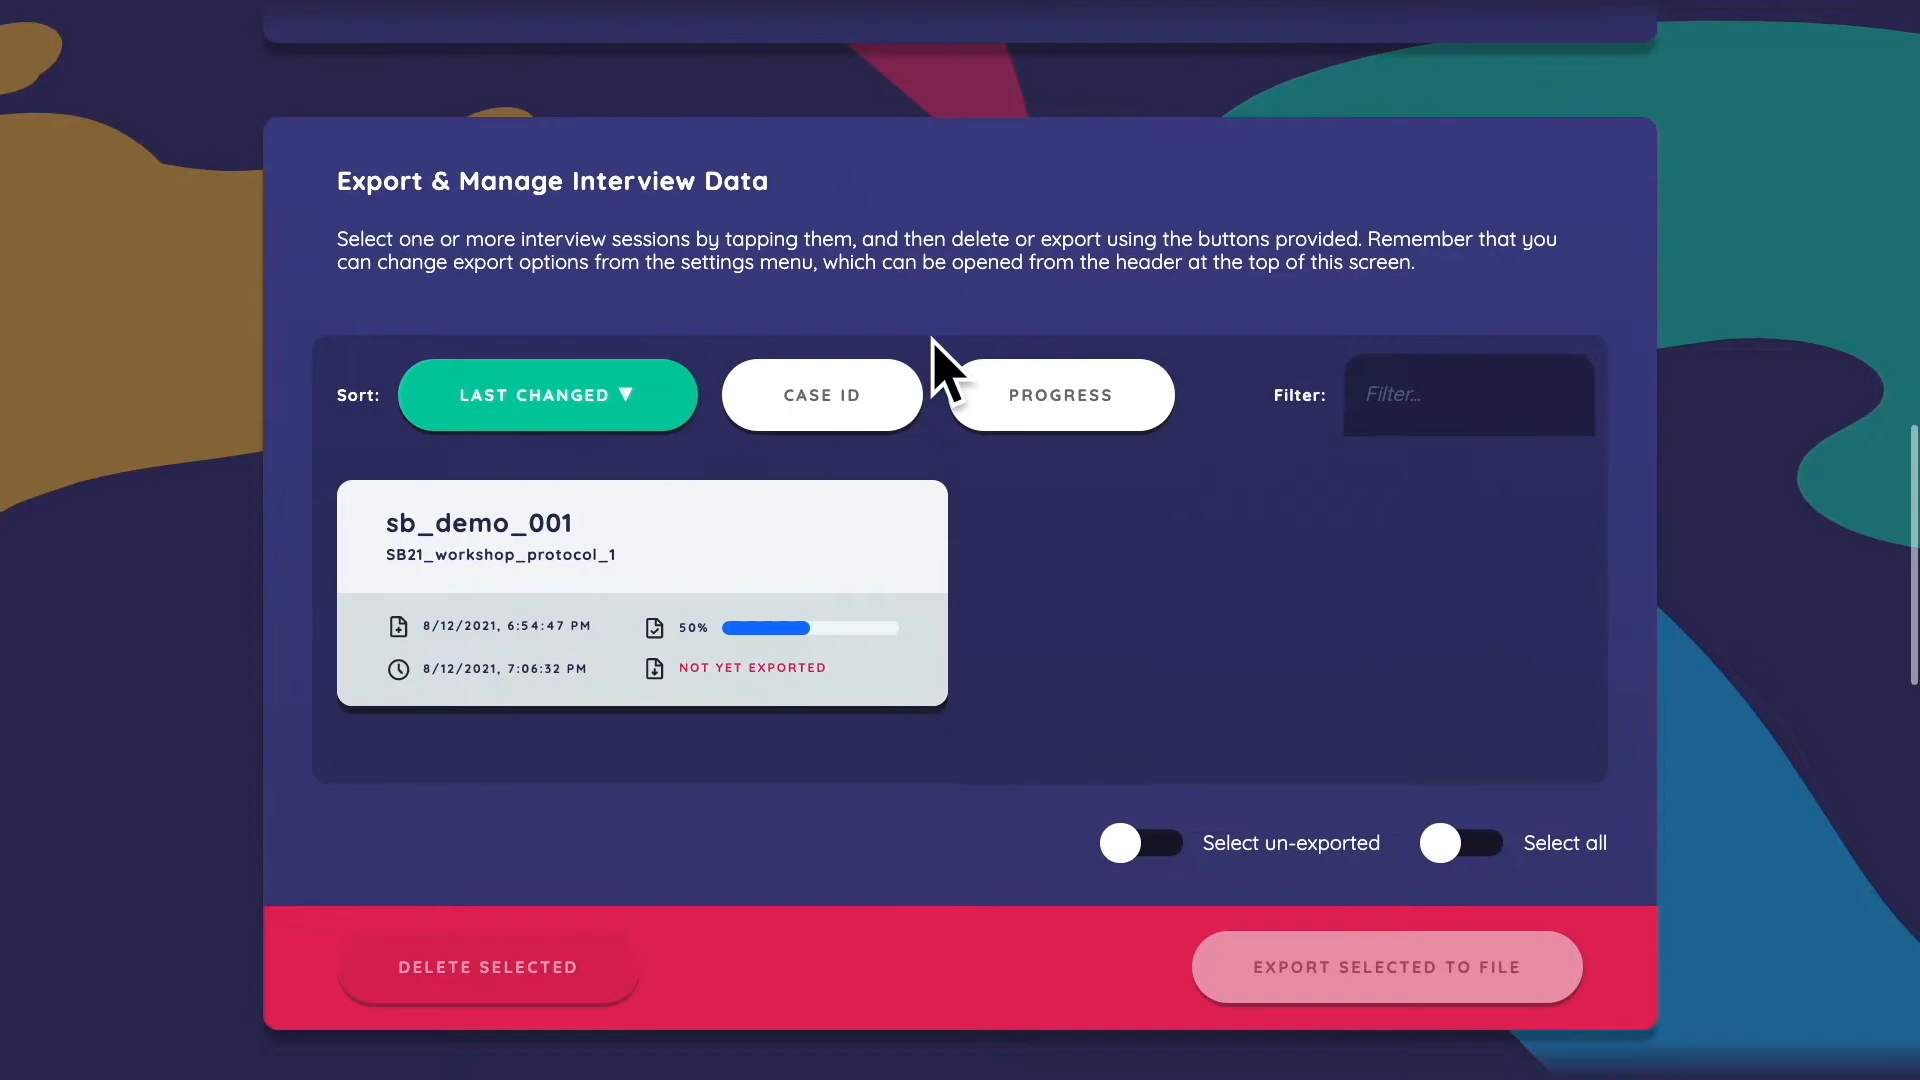 Export & Manage Interview Data
Select one or more interview sessions by tapping them, and then delete or export using the buttons provided. Remember that you
can change export options from the settings menu, which can be opened from the header at the top of this screen.
Sort: LAST CHANGED ▼ CASE ID PROGRESS Filter: Filter...
sb_demo_001
SB21_workshop_protocol_1
8/12/2021, 6:54:47 PM 50%
8/12/2021, 7:06:32 PM NOT YET EXPORTED
Select un-exported Select all
DELETE SELECTED EXPORT SELECTED TO FILE